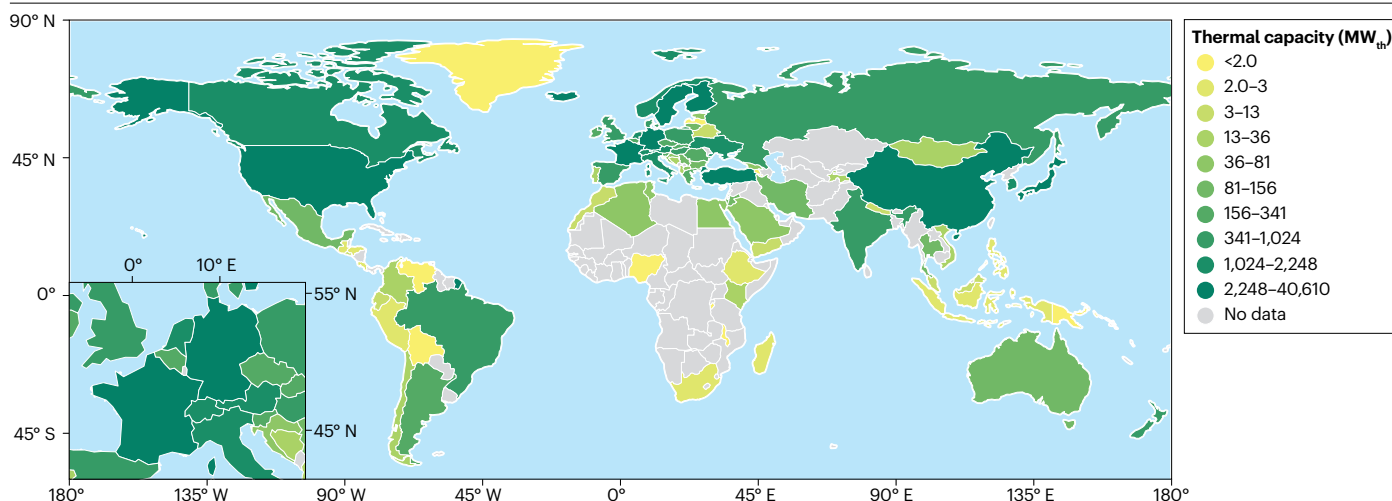 90° N
45° N
0°
45° S
0°
10° E
55° N
45° N
180°
135° W
90° W
45° W
0°
45° E
90° E
135° E
180°
Thermal capacity (MWth)
<2.0
2.0–3
3–13
13–36
36–81
81–156
156–341
341–1,024
1,024–2,248
2,248–40,610
No data